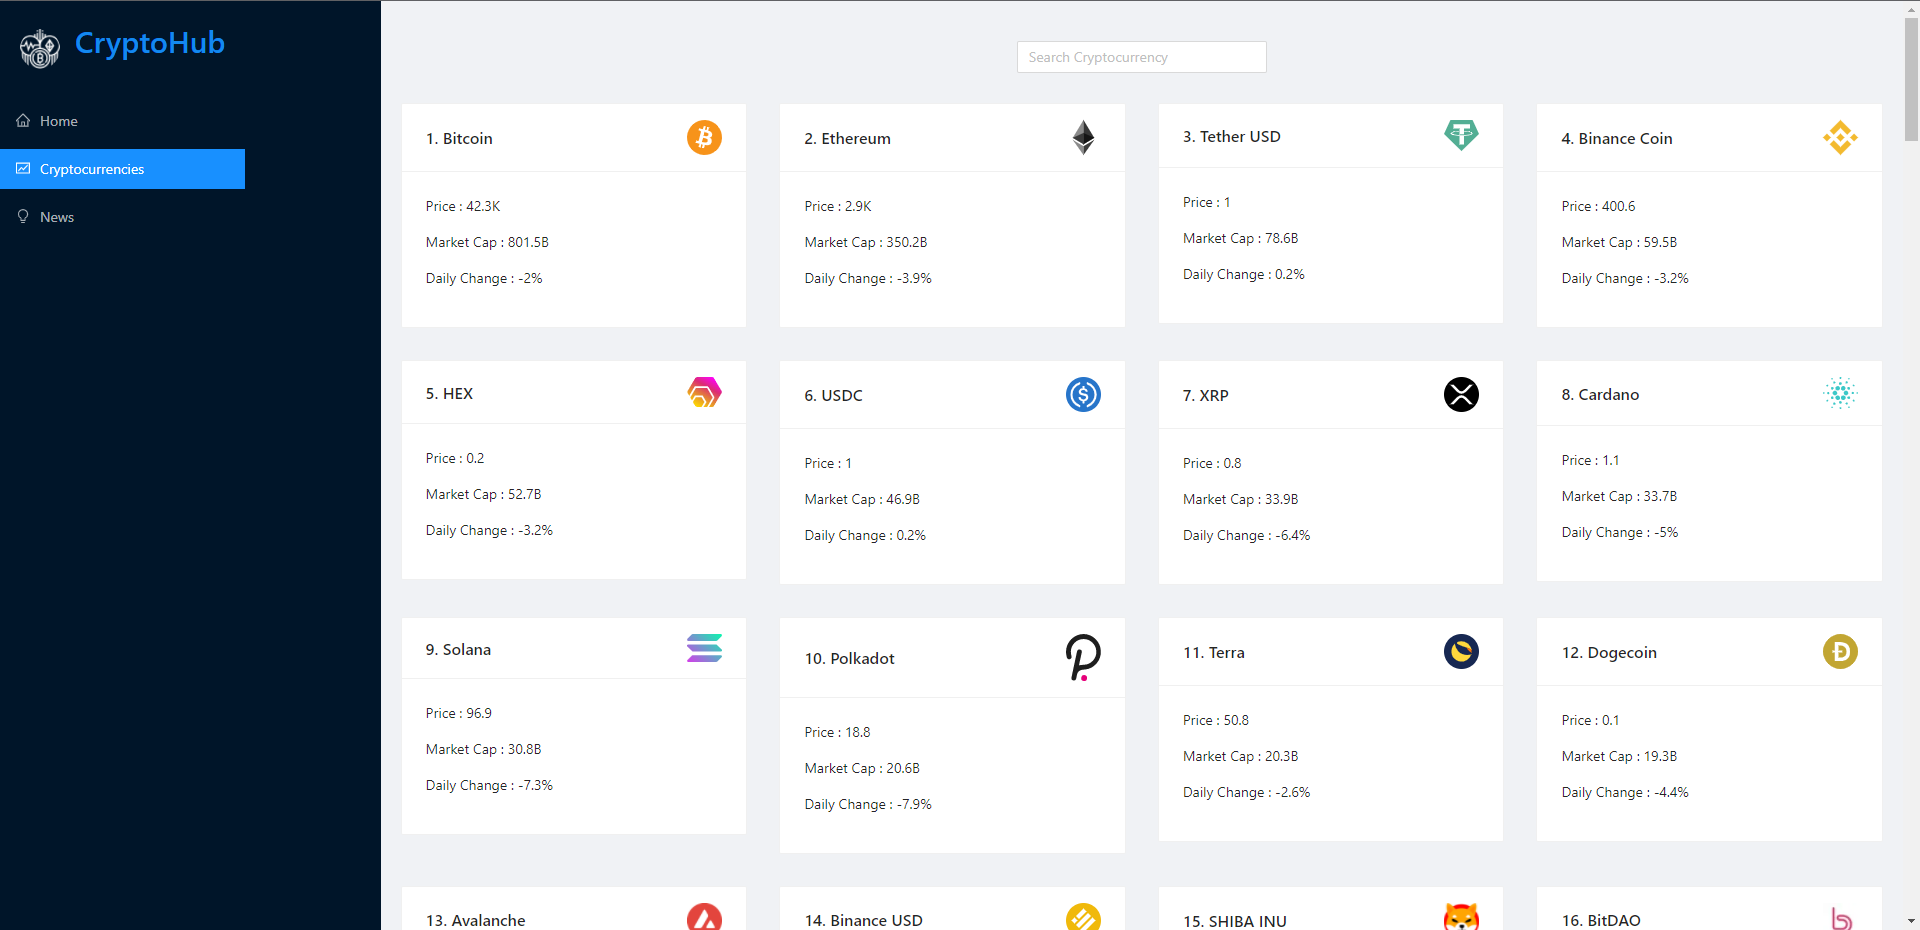 CryptoHub
Home
Cryptocurrencies
News
Search Cryptocurrency
1. Bitcoin
Price : 42.3K
Market Cap : 801.5B
Daily Change : -2%
2. Ethereum
Price : 2.9K
Market Cap : 350.2B
Daily Change : -3.9%
3. Tether USD
Price : 1
Market Cap : 78.6B
Daily Change : 0.2%
4. Binance Coin
Price : 400.6
Market Cap : 59.5B
Daily Change : -3.2%
5. HEX
Price : 0.2
Market Cap : 52.7B
Daily Change : -3.2%
6. USDC
Price : 1
Market Cap : 46.9B
Daily Change : 0.2%
7. XRP
Price : 0.8
Market Cap : 33.9B
Daily Change : -6.4%
8. Cardano
Price : 1.1
Market Cap : 33.7B
Daily Change : -5%
9. Solana
Price : 96.9
Market Cap : 30.8B
Daily Change : -7.3%
10. Polkadot
Price : 18.8
Market Cap : 20.6B
Daily Change : -7.9%
11. Terra
Price : 50.8
Market Cap : 20.3B
Daily Change : -2.6%
12. Dogecoin
Price : 0.1
Market Cap : 19.3B
Daily Change : -4.4%
13. Avalanche
14. Binance USD
15. SHIBA INU
16. BitDAO